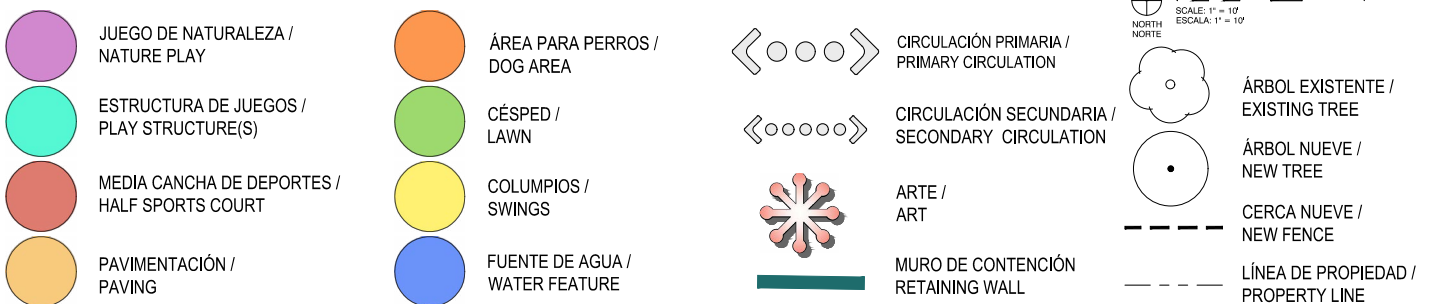 JUEGO DE NATURALEZA /
NATURE PLAY
ESTRUCTURA DE JUEGOS /
PLAY STRUCTURE(S)
MEDIA CANCHA DE DEPORTES /
HALF SPORTS COURT
PAVIMENTACIÓN /
PAVING
ÁREA PARA PERROS /
DOG AREA
CÉSPED /
LAWN
COLUMPIOS /
SWINGS
FUENTE DE AGUA /
WATER FEATURE
CIRCULACIÓN PRIMARIA /
PRIMARY CIRCULATION
CIRCULACIÓN SECUNDARIA /
SECONDARY CIRCULATION
ARTE /
ART
MURO DE CONTENCIÓN
RETAINING WALL
NORTH
NORTE
SCALE: 1" = 10'
ESCALA: 1" = 10'
ÁRBOL EXISTENTE /
EXISTING TREE
ÁRBOL NUEVE /
NEW TREE
CERCA NUEVE /
NEW FENCE
LÍNEA DE PROPIEDAD /
PROPERTY LINE